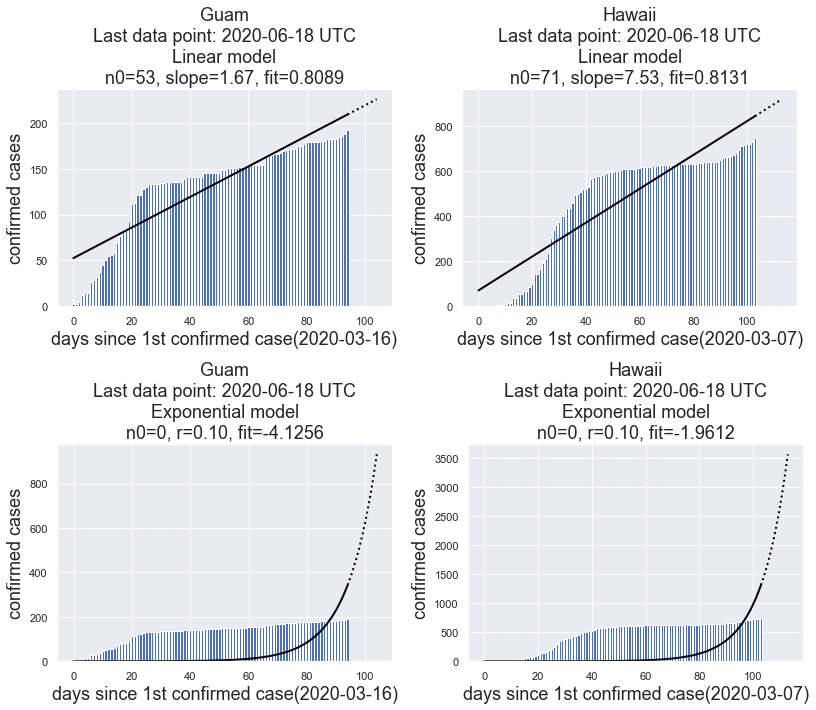 Guam
Last data point: 2020-06-18 UTC
Linear model
n0=53, slope=1.67, fit=0.8089
confirmed cases
200
150
100
50
0
0 20 40 60 80 100
days since 1st confirmed case(2020-03-16)
Hawaii
Last data point: 2020-06-18 UTC
Linear model
n0=71, slope=7.53, fit=0.8131
confirmed cases
800
600
400
200
0
0 20 40 60 80 100
days since 1st confirmed case(2020-03-07)
Guam
Last data point: 2020-06-18 UTC
Exponential model
n0=0, r=0.10, fit=-4.1256
confirmed cases
800
600
400
200
0
0 20 40 60 80 100
days since 1st confirmed case(2020-03-16)
Hawaii
Last data point: 2020-06-18 UTC
Exponential model
n0=0, r=0.10, fit=-1.9612
confirmed cases
3500
3000
2500
2000
1500
1000
500
0
0 20 40 60 80 100
days since 1st confirmed case(2020-03-07)